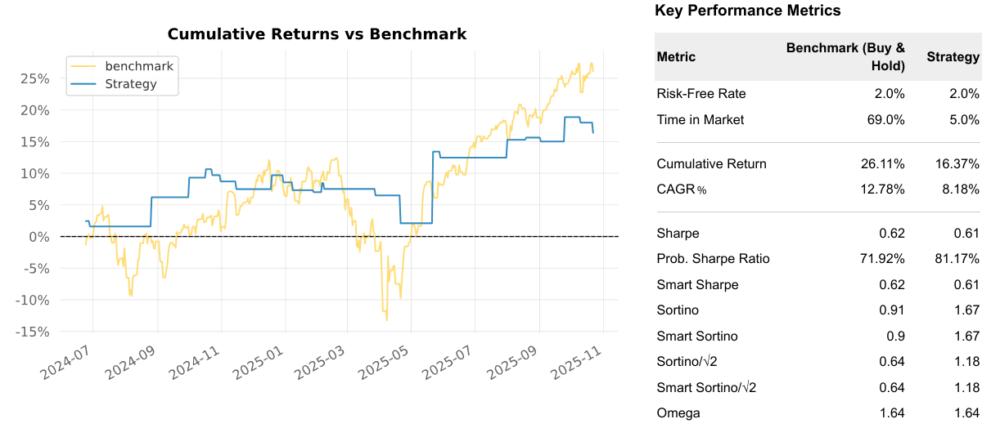 Cumulative Returns vs Benchmark
benchmark
Strategy
25%
20%
15%
10%
5%
0%
-5%
-10%
-15%
2024-07
2024-09
2024-11
2025-01
2025-03
2025-05
2025-07
2025-09
2025-11
Key Performance Metrics
Metric Benchmark (Buy & Hold) Strategy
Risk-Free Rate 2.0% 2.0%
Time in Market 69.0% 5.0%
Cumulative Return 26.11% 16.37%
CAGR﹪ 12.78% 8.18%
Sharpe 0.62 0.61
Prob. Sharpe Ratio 71.92% 81.17%
Smart Sharpe 0.62 0.61
Sortino 0.91 1.67
Smart Sortino 0.9 1.67
Sortino/√2 0.64 1.18
Smart Sortino/√2 0.64 1.18
Omega 1.64 1.64